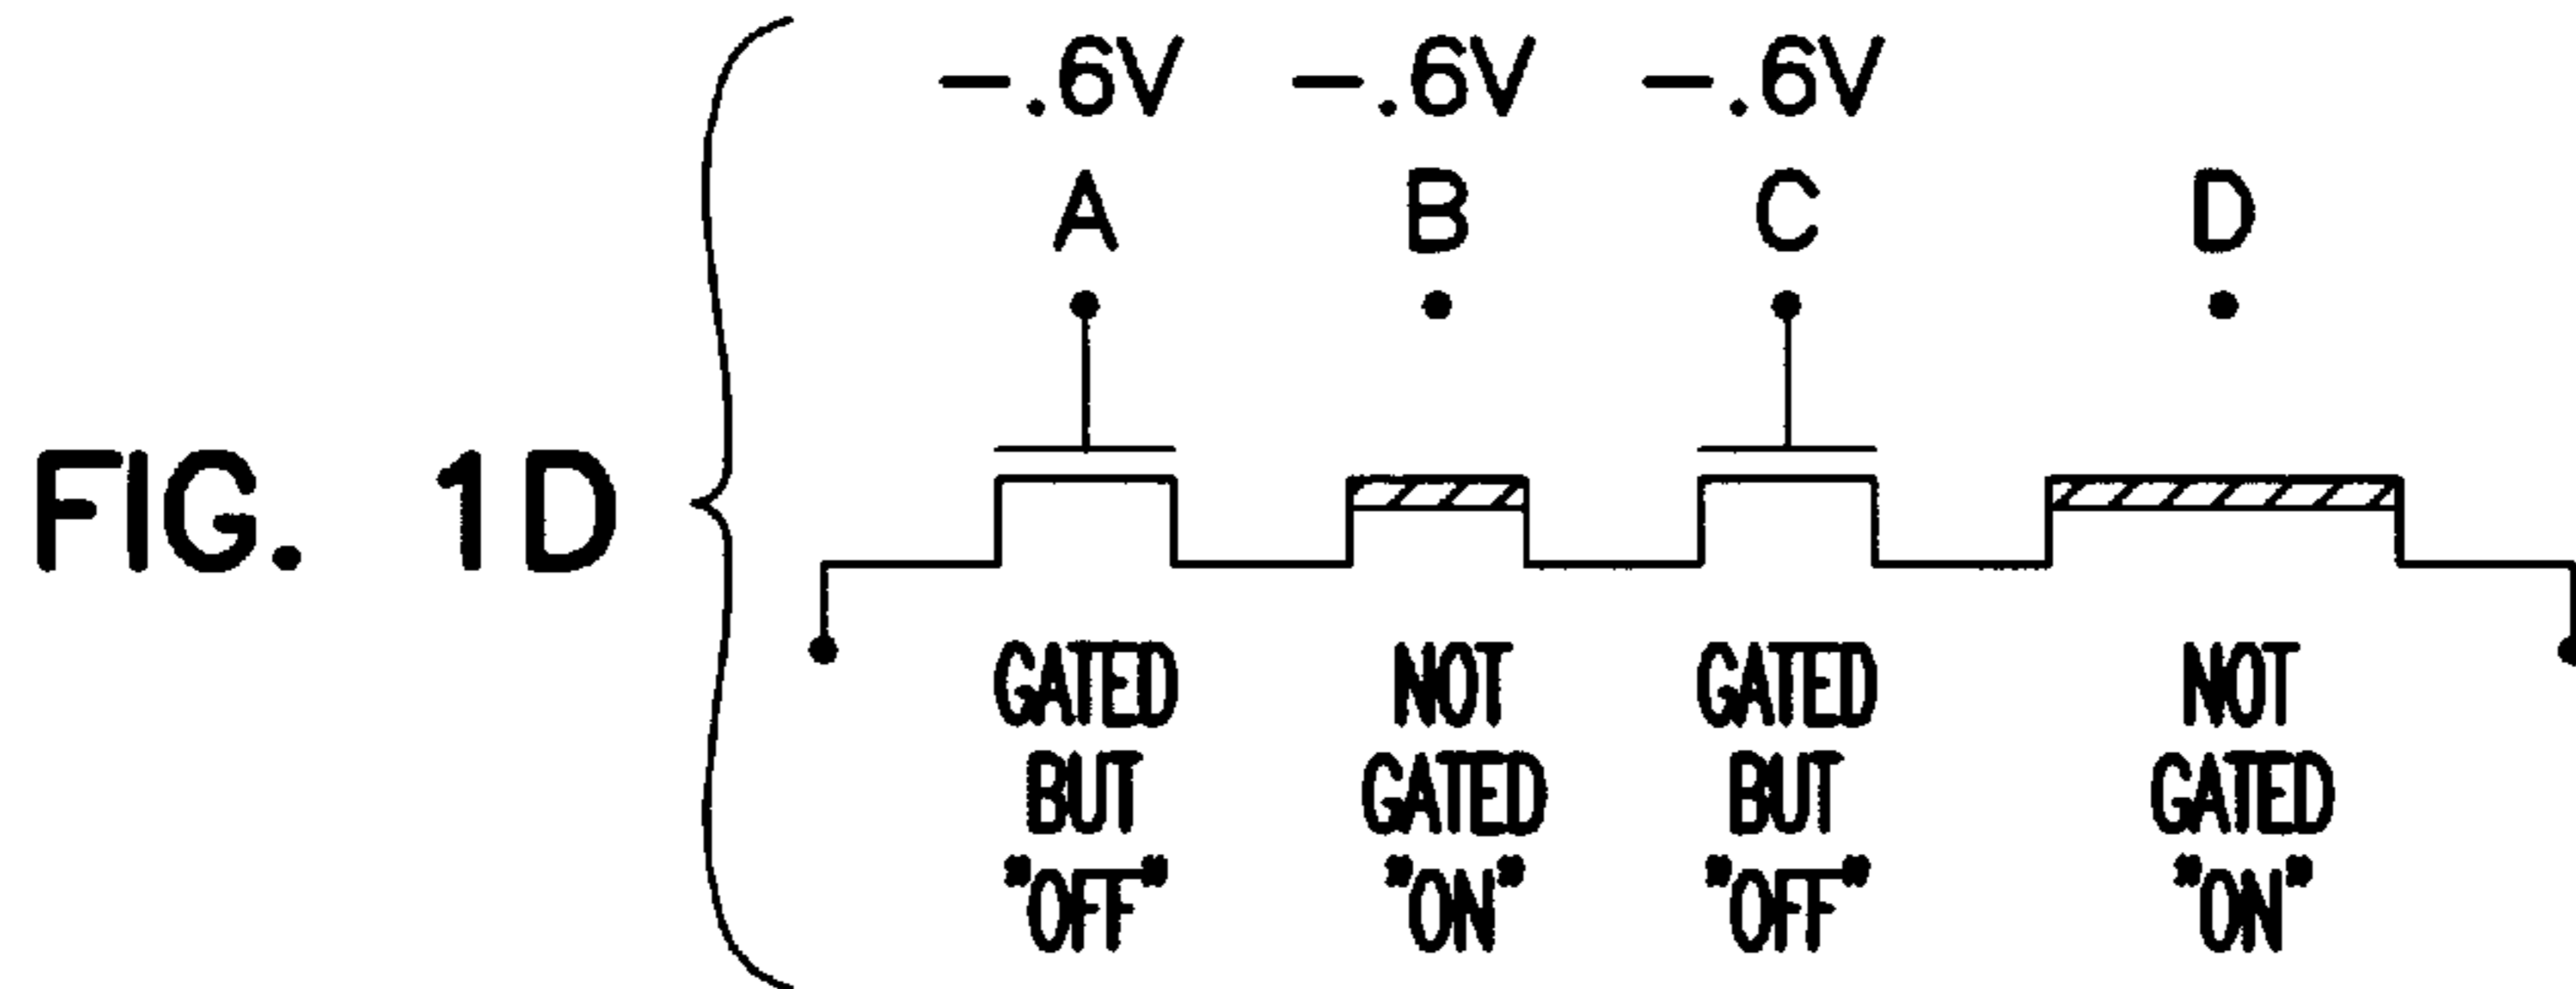 -.6V -.6V -.6V
A B C D
FIG. 1D
GATED NOT GATED NOT
BUT GATED BUT GATED
"OFF" "ON" "OFF" "ON"